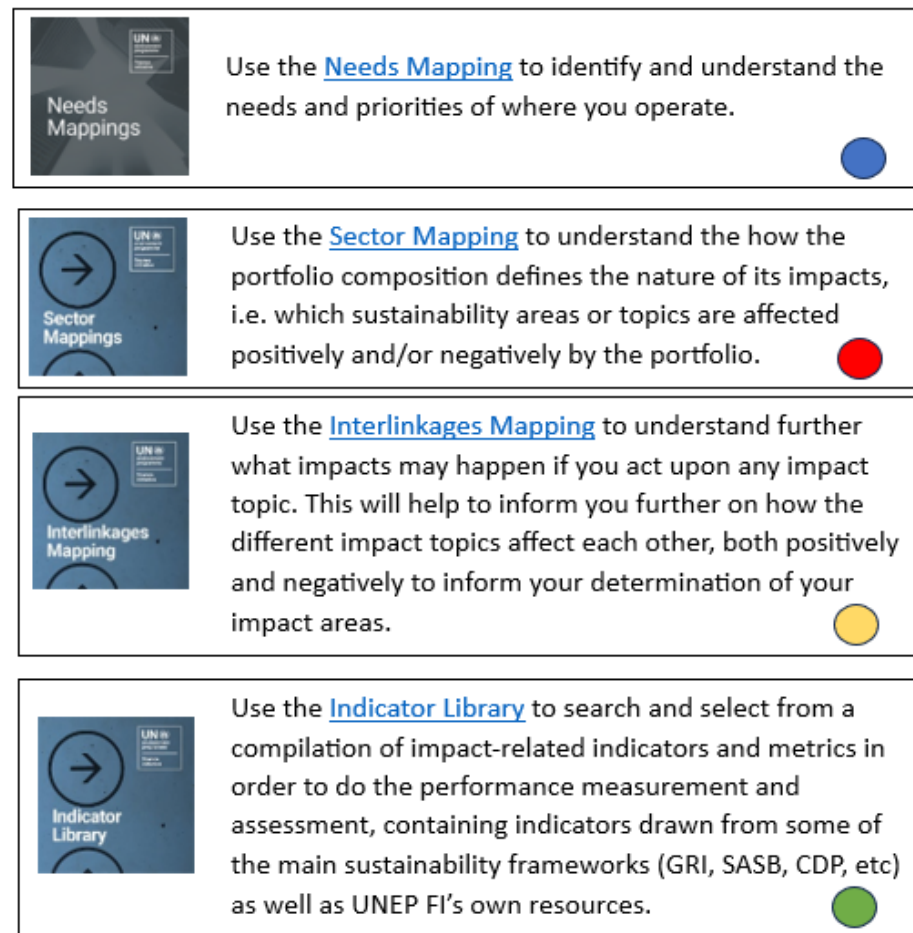 UN
Needs
Mappings
Use the Needs Mapping to identify and understand the
needs and priorities of where you operate.
UN
Sector
Mappings
Use the Sector Mapping to understand the how the
portfolio composition defines the nature of its impacts,
i.e. which sustainability areas or topics are affected
positively and/or negatively by the portfolio.
UN
Interlinkages
Mapping
Use the Interlinkages Mapping to understand further
what impacts may happen if you act upon any impact
topic. This will help to inform you further on how the
different impact topics affect each other, both positively
and negatively to inform your determination of your
impact areas.
UN
Indicator
Library
Use the Indicator Library to search and select from a
compilation of impact-related indicators and metrics in
order to do the performance measurement and
assessment, containing indicators drawn from some of
the main sustainability frameworks (GRI, SASB, CDP, etc)
as well as UNEP FI's own resources.